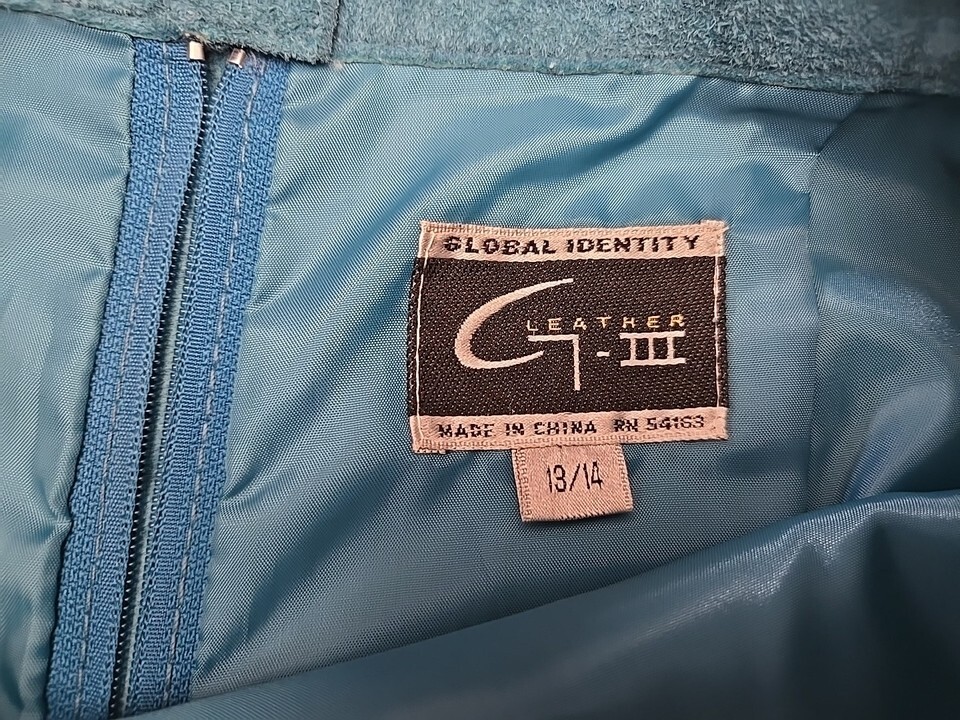 GLOBAL IDENTITY
LEATHER
G-III
MADE IN CHINA RN 54163
13/14